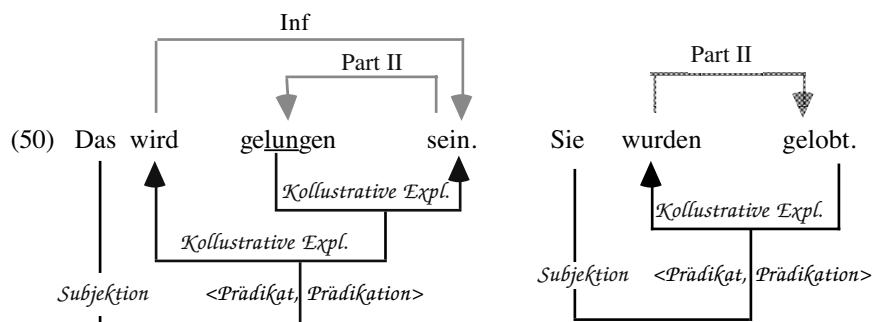 Inf
Part II Part II
(50) Das wird gelungen sein. Sie wurden gelobt.
Kollustrative Expl. Kollustrative Expl.
Kollustrative Expl.
Subjektion <Prädikat, Prädikation> Subjektion <Prädikat, Prädikation>